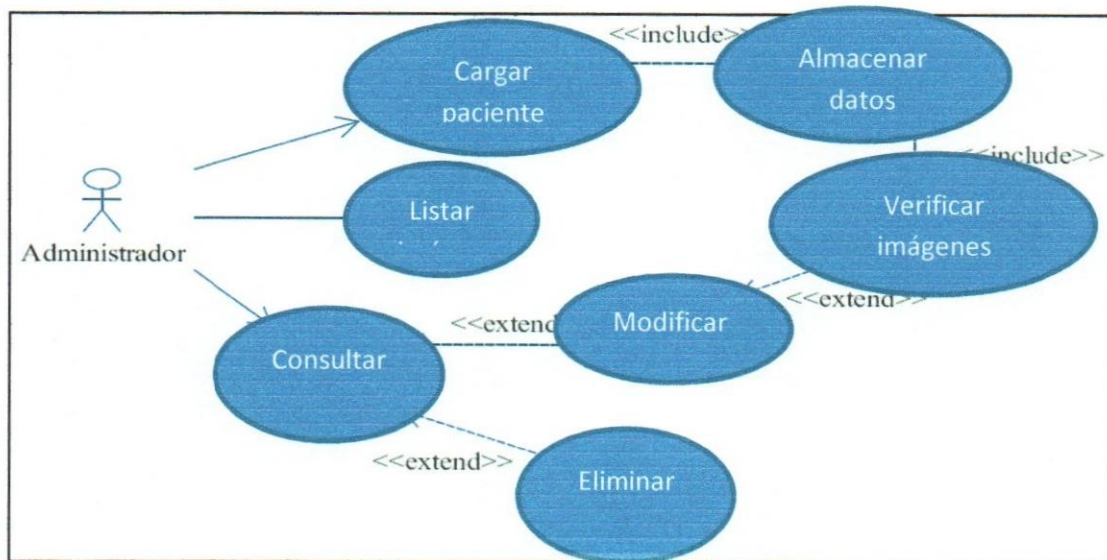 <<include>>
Cargar
paciente
Almacenar
datos
<<include>>
Listar
Verificar
imágenes
Administrador
<<extend>>
<<extend
Modificar
Consultar
<<extend>>
Eliminar